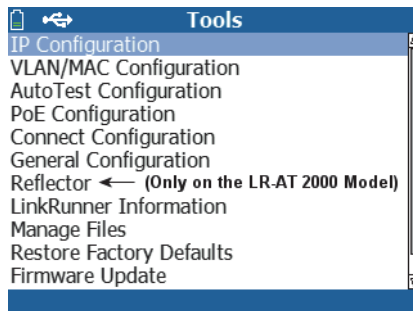 Tools
IP Configuration
VLAN/MAC Configuration
AutoTest Configuration
PoE Configuration
Connect Configuration
General Configuration
Reflector (Only on the LR-AT 2000 Model)
LinkRunner Information
Manage Files
Restore Factory Defaults
Firmware Update